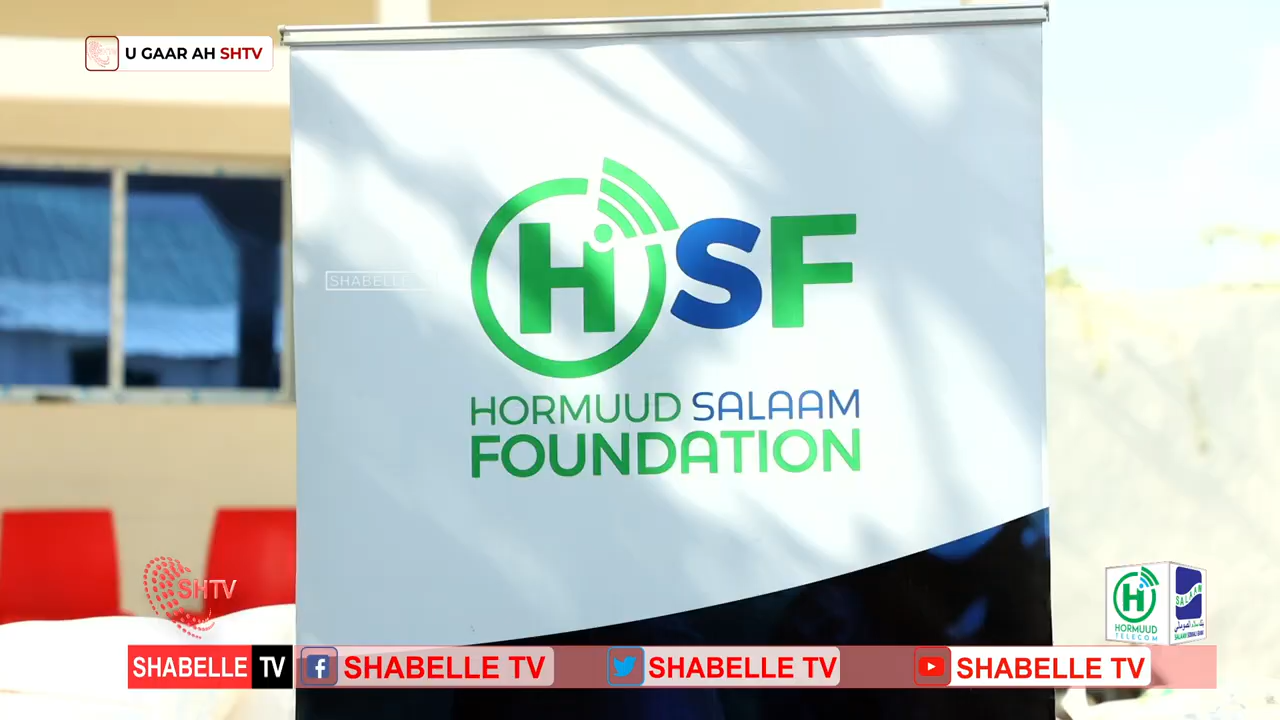 U GAAR AH SHTV
SHABELLE
H SF
HORMUUD SALAAM
FOUNDATION
SHTV
H
HORMUUD
TELECOM
SALAAM
SHABELLE TV
SHABELLE TV
SHABELLE TV
SHABELLE TV